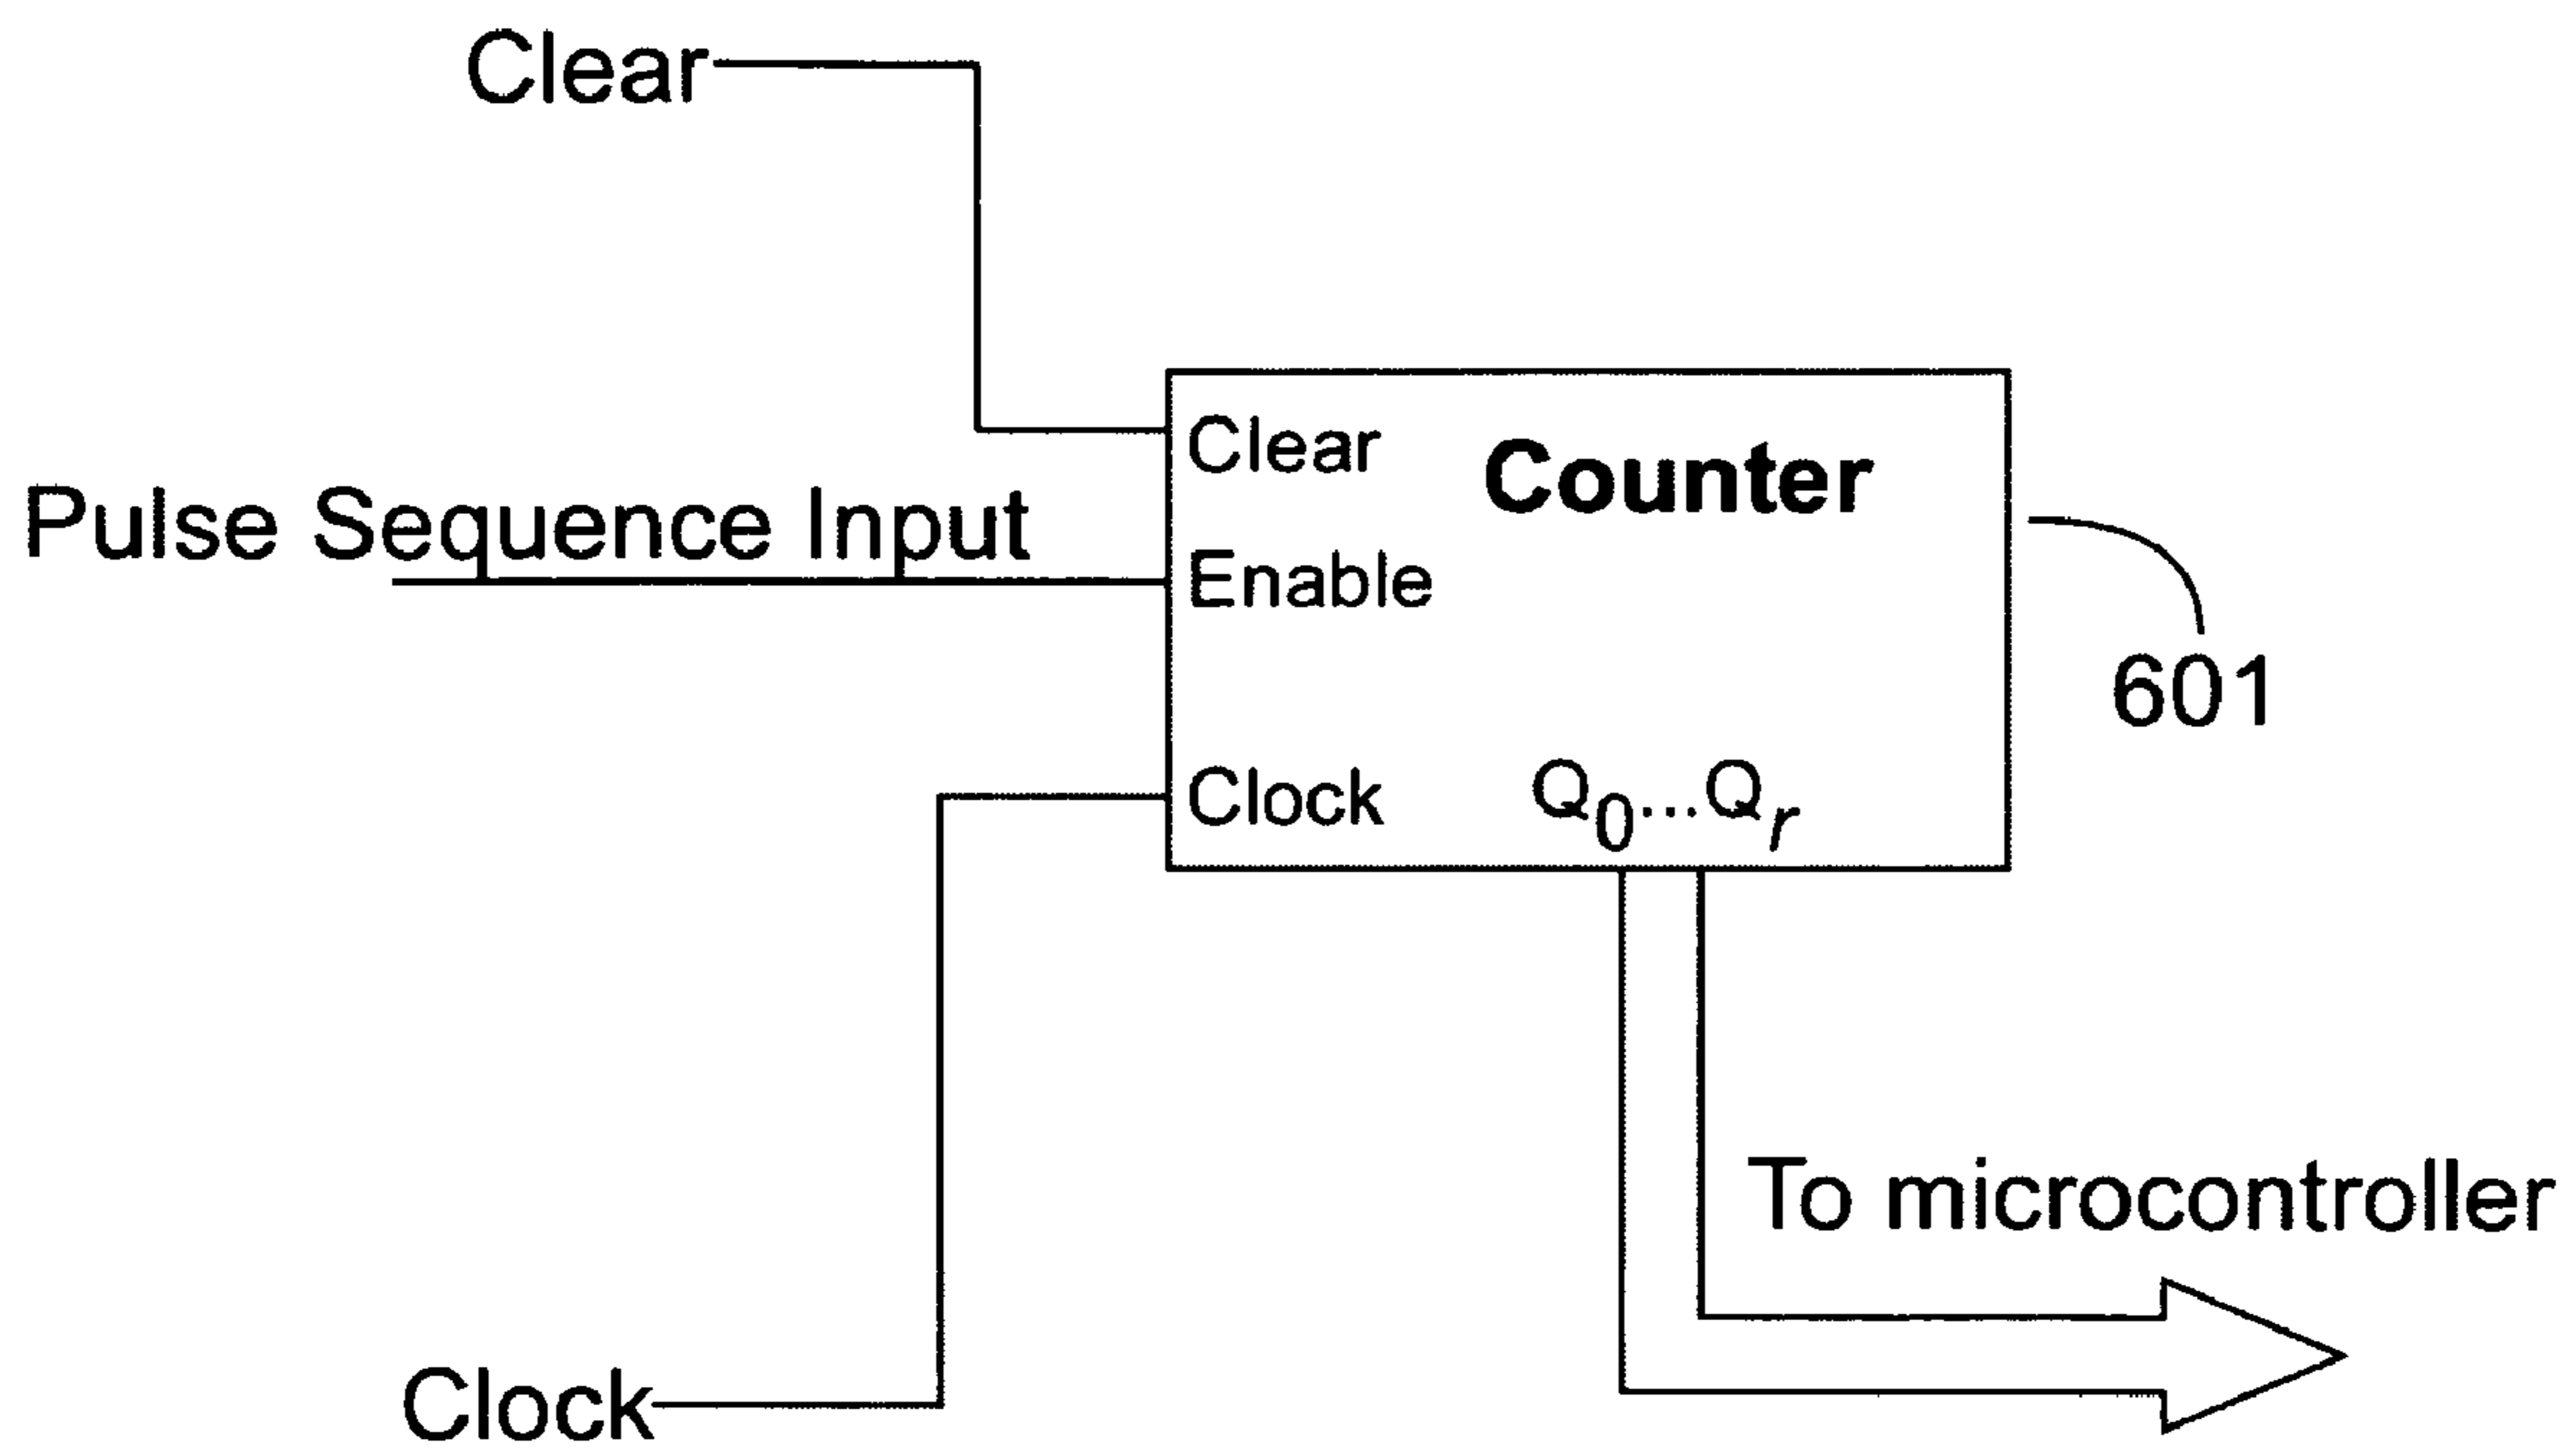 Clear
Clear
Counter
Pulse Sequence Input
Enable
601
Clock
Q0...Qr
To microcontroller
Clock